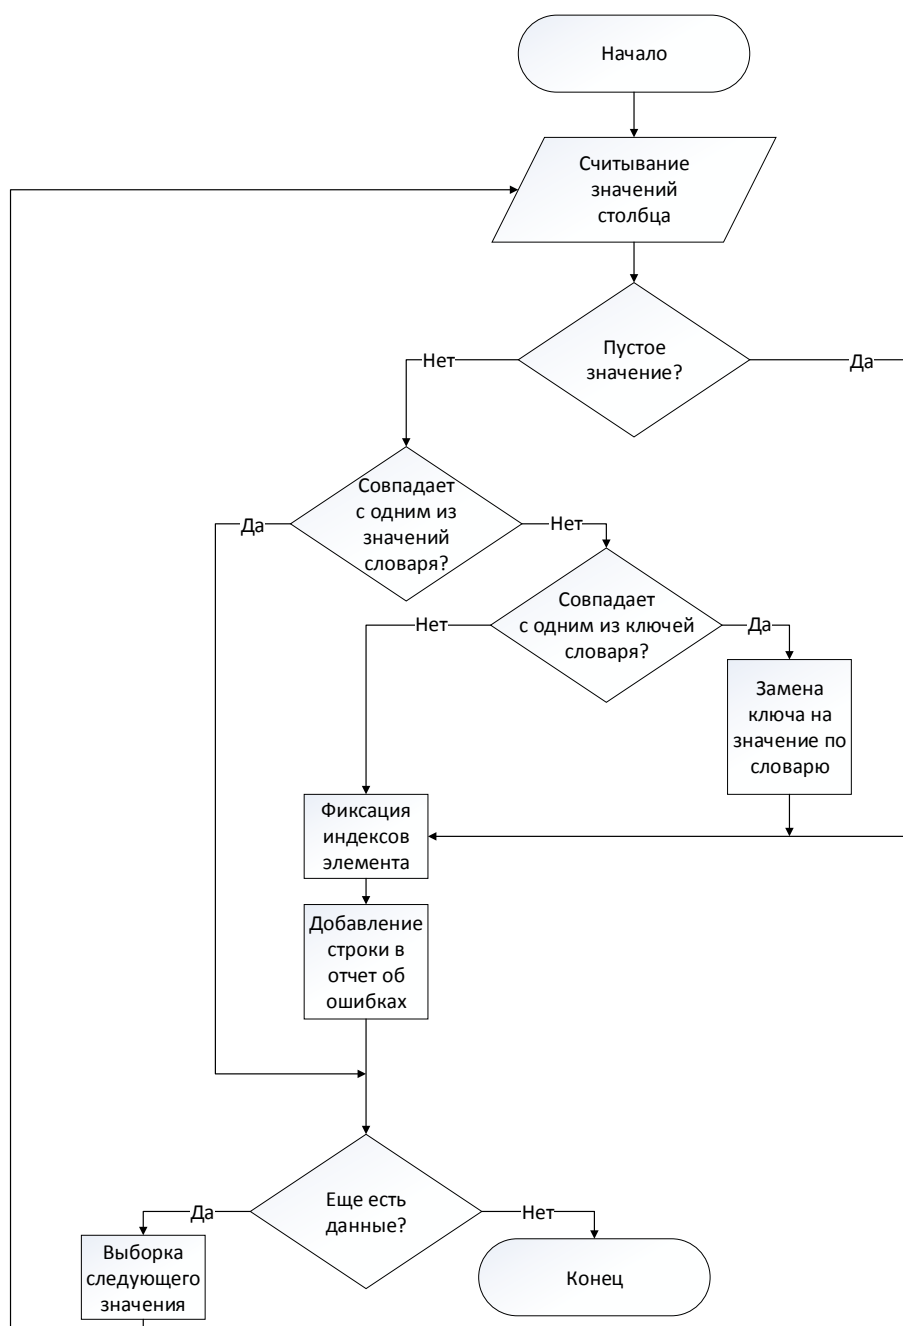 Начало
Считывание
значений
столбца
Пустое
значение?
Нет
Да
Совпадает
с одним из
значений
словаря?
Да
Нет
Совпадает
с одним из ключей
словаря?
Нет
Да
Замена
ключа на
значение по
словарю
Фиксация
индексов
элемента
Добавление
строки в
отчет об
ошибках
Еще есть
данные?
Да
Нет
Выборка
следующего
значения
Конец